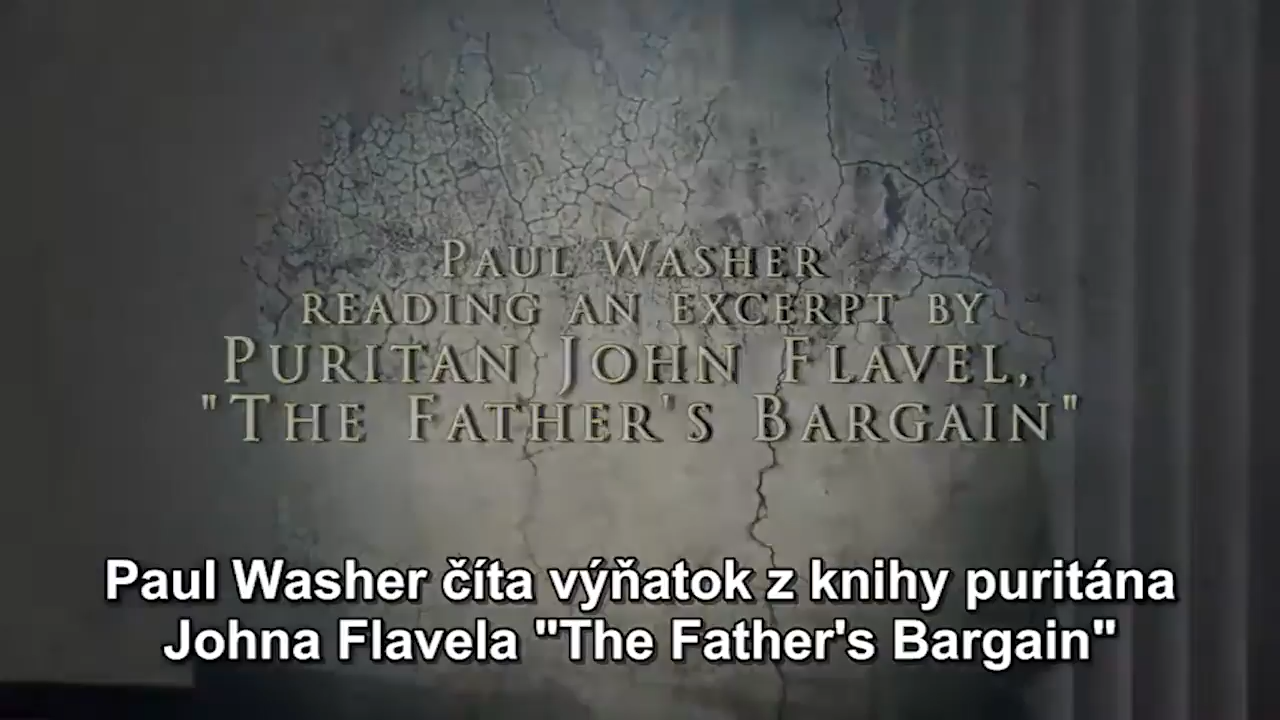 Paul Washer
reading an excerpt by
Puritan John Flavel,
"The Father's Bargain"
Paul Washer číta výňatok z knihy puritána
Johna Flavela "The Father's Bargain"